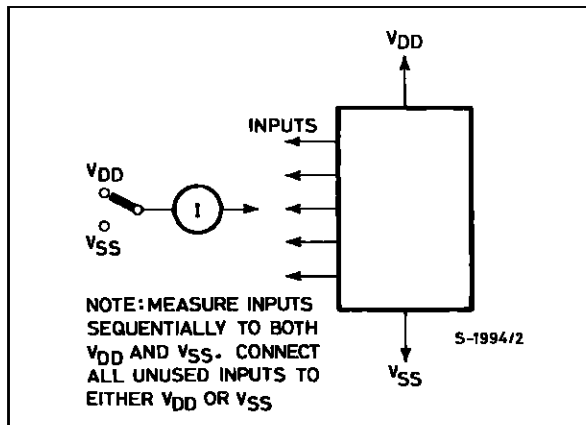 VDD
INPUTS
VDD
I
VSS
NOTE: MEASURE INPUTS
SEQUENTIALLY TO BOTH
VDD AND VSS. CONNECT
ALL UNUSED INPUTS TO
EITHER VDD OR VSS
S-1994/2
VSS